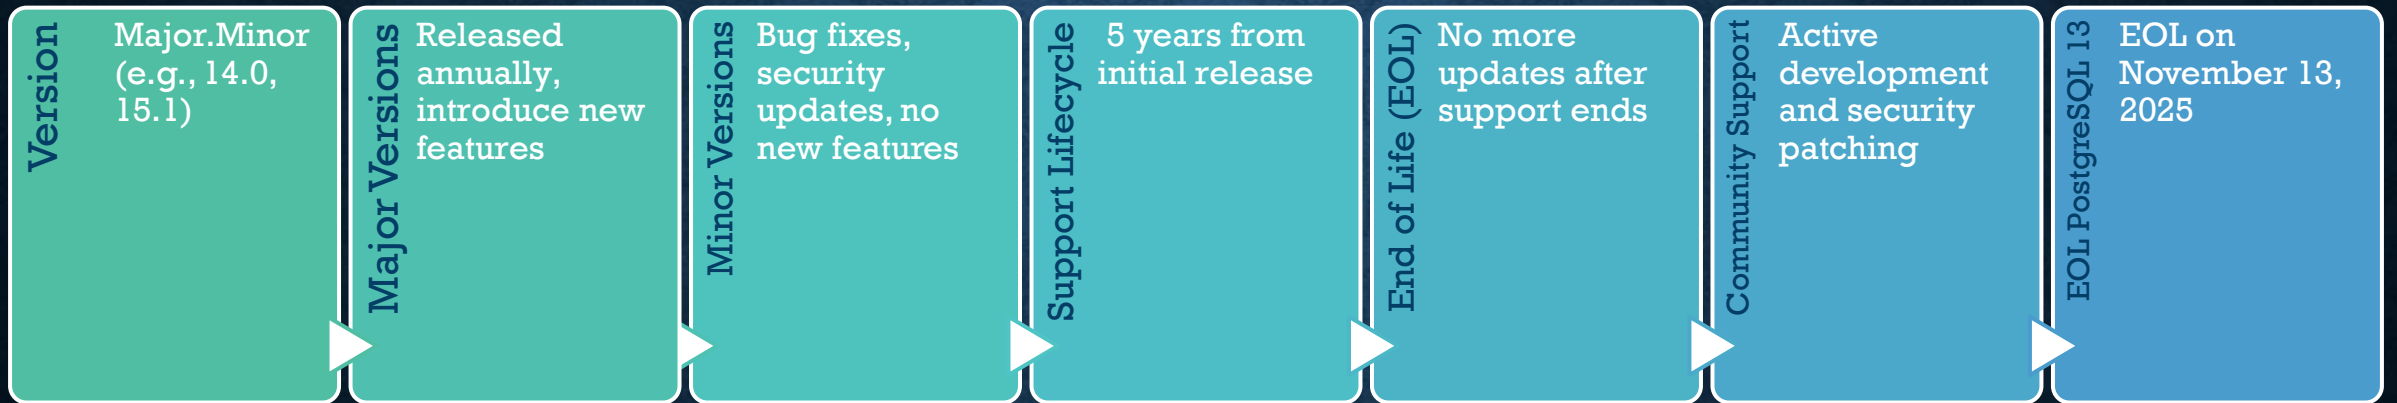 Version
Major.Minor
(e.g., 14.0,
15.1)
Major Versions
Released
annually,
introduce new
features
Minor Versions
Bug fixes,
security
updates, no
new features
Support Lifecycle
5 years from
initial release
End of Life (EOL)
No more
updates after
support ends
Community Support
Active
development
and security
patching
EOL PostgreSQL 13
EOL on
November 13,
2025